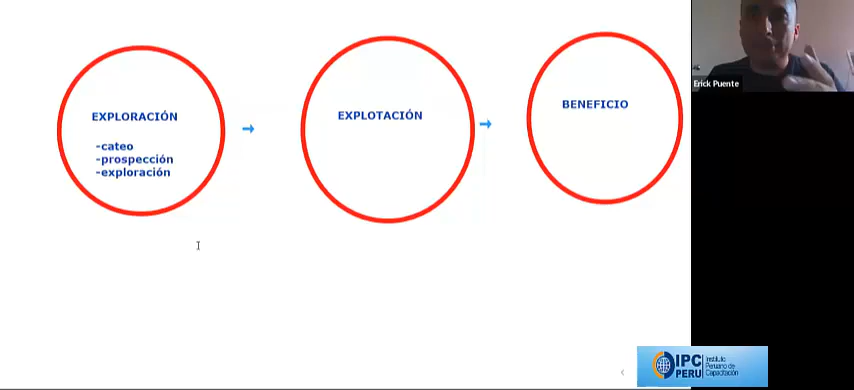 EXPLORACIÓN
-cateo
-prospección
-exploración
→
EXPLOTACIÓN
→
BENEFICIO
Erick Puente
IPC
PERU
Instituto
Peruano de
Capacitación